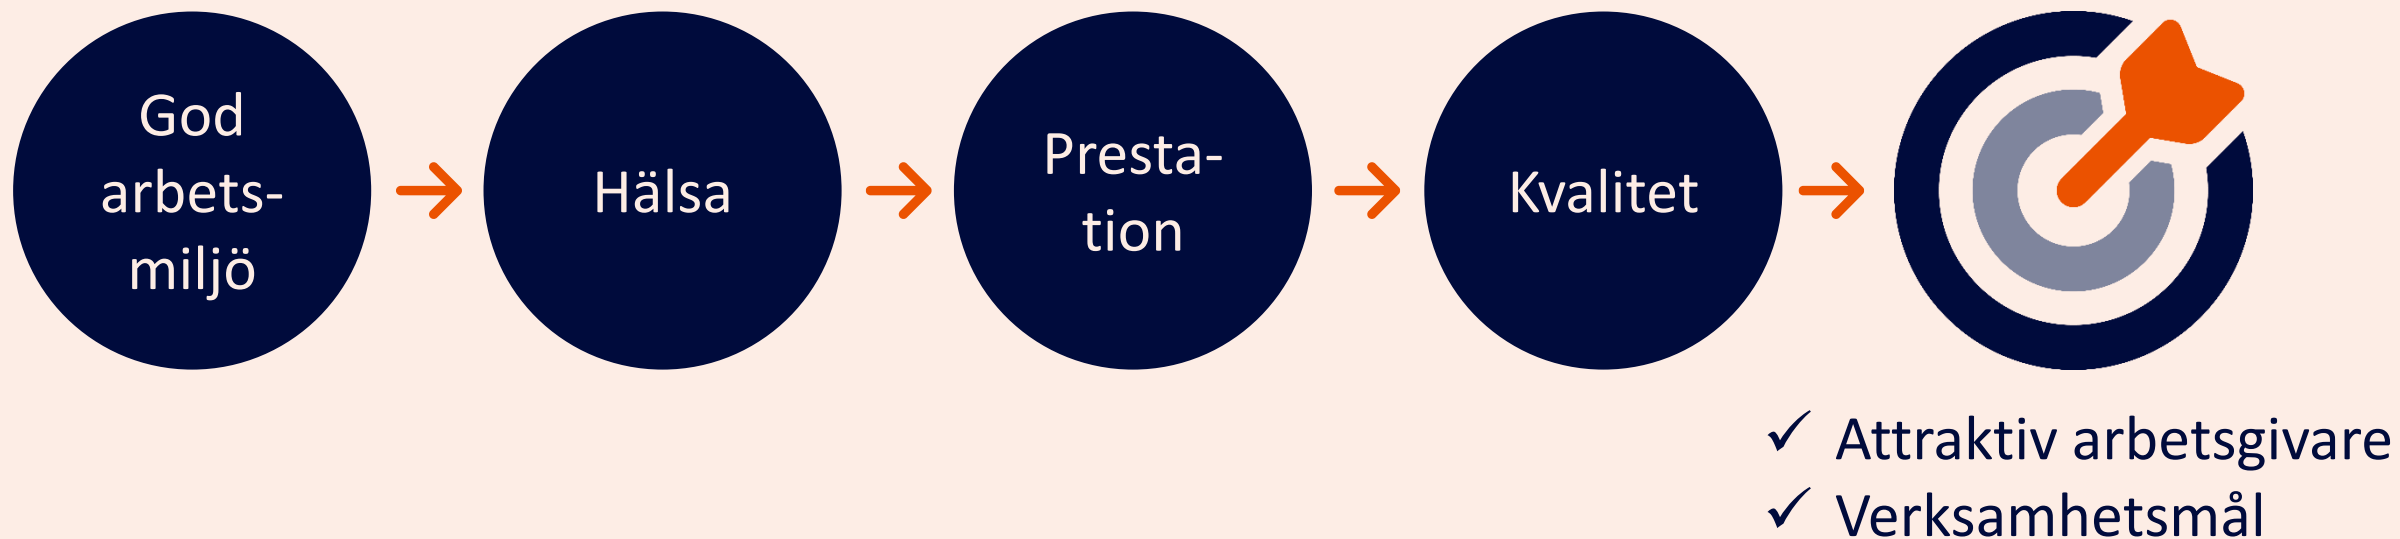 God
arbets-
miljö
Hälsa
Presta-
tion
Kvalitet
✓ Attraktiv arbetsgivare
✓ Verksamhetsmål